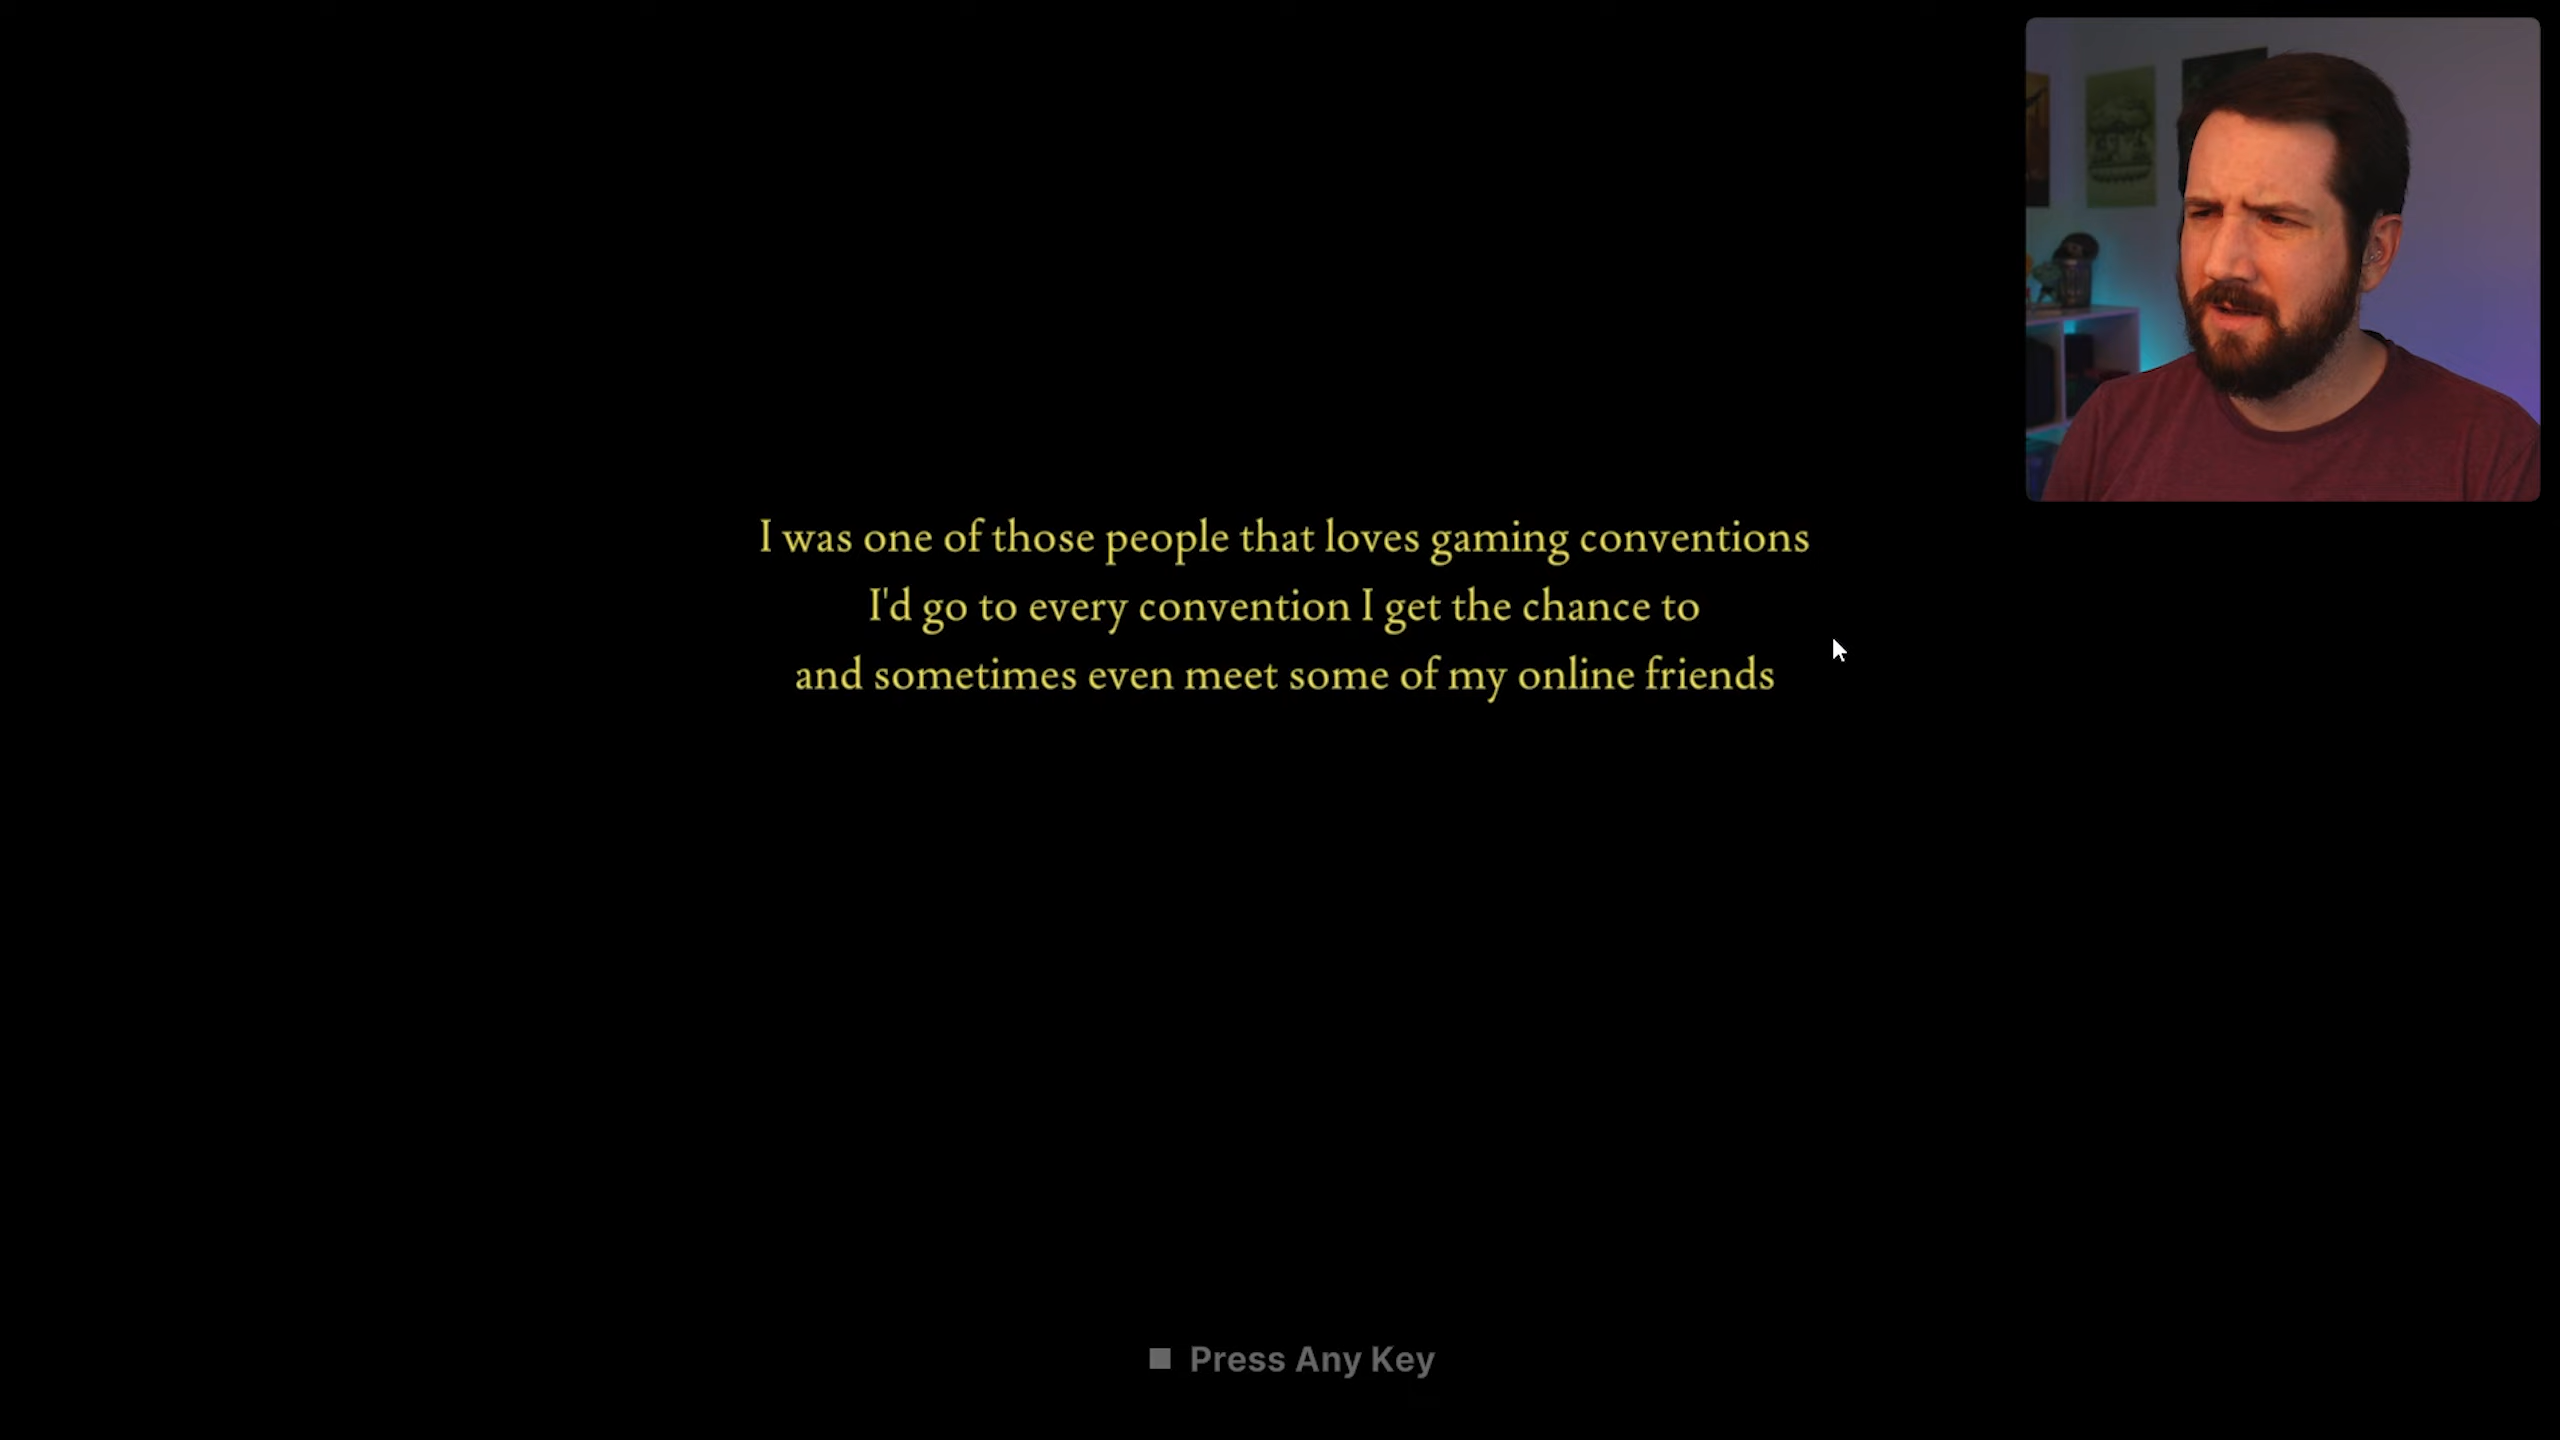 I was one of those people that loves gaming conventions
I'd go to every convention I get the chance to
and sometimes even meet some of my online friends
Press Any Key